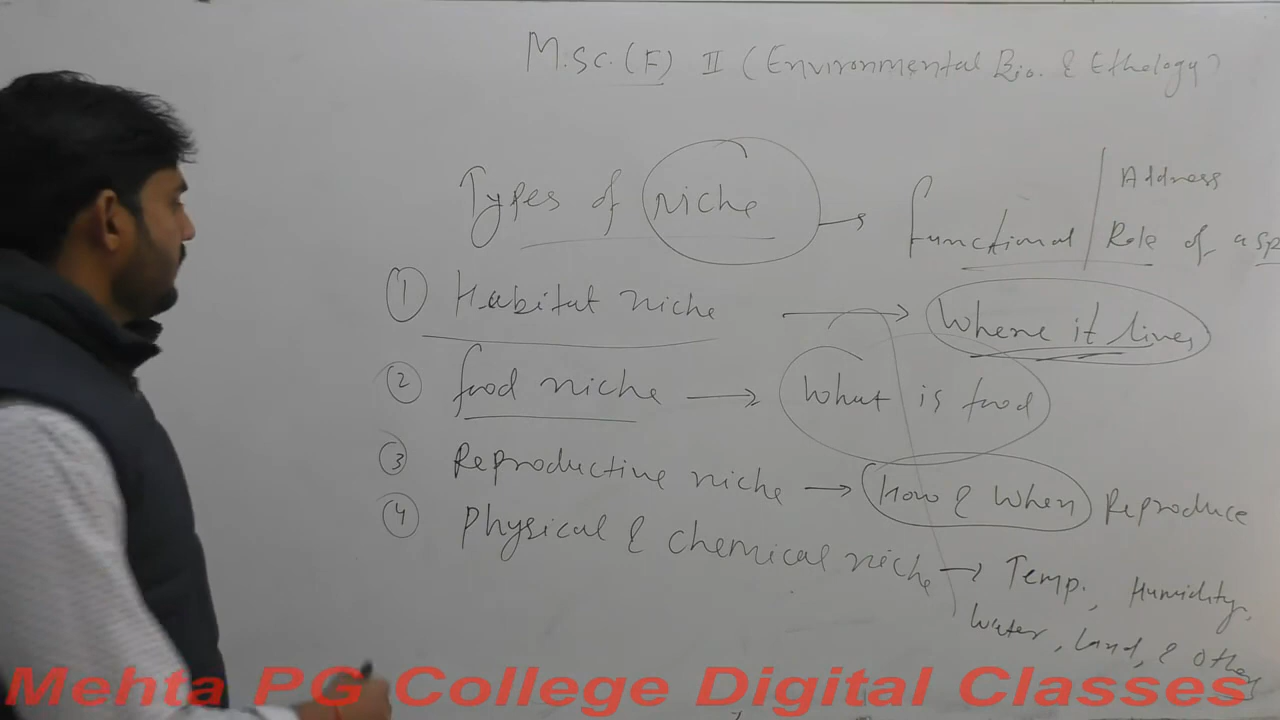 M.Sc. (F) II (Environmental Bio. & Ethology)
Address
Types of niche → Functional | Role of a sp
① Habitat niche → Where it lives
② food niche → What is food
③ Reproductive niche → How & When Reproduce
④ Physical & chemical niche → Temp., Humidity,
Water, land, & other
Mehta PG College Digital Classes